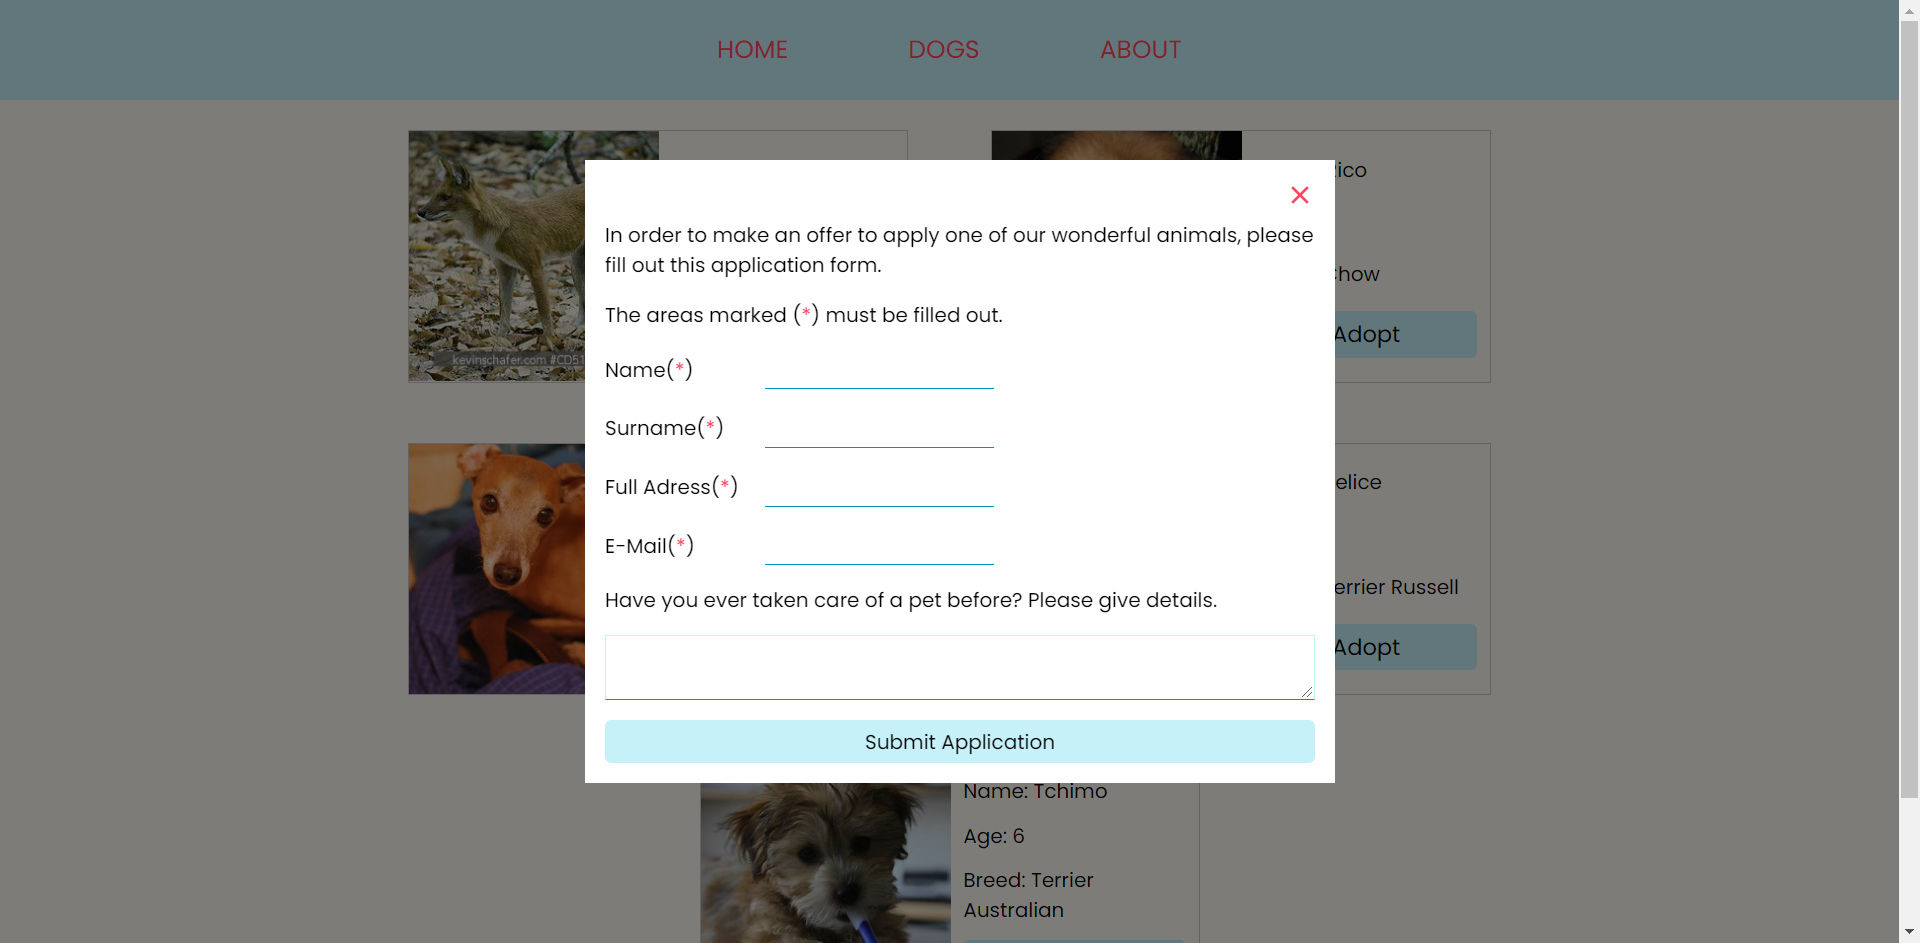 HOME
DOGS
ABOUT
In order to make an offer to apply one of our wonderful animals, please
fill out this application form.
The areas marked (*) must be filled out.
Name(*)
Surname(*)
Full Adress(*)
E-Mail(*)
Have you ever taken care of a pet before? Please give details.
Submit Application
kevinschafer.com #CD51
ico
how
Adopt
elice
errier Russell
Adopt
Name: Tchimo
Age: 6
Breed: Terrier
Australian